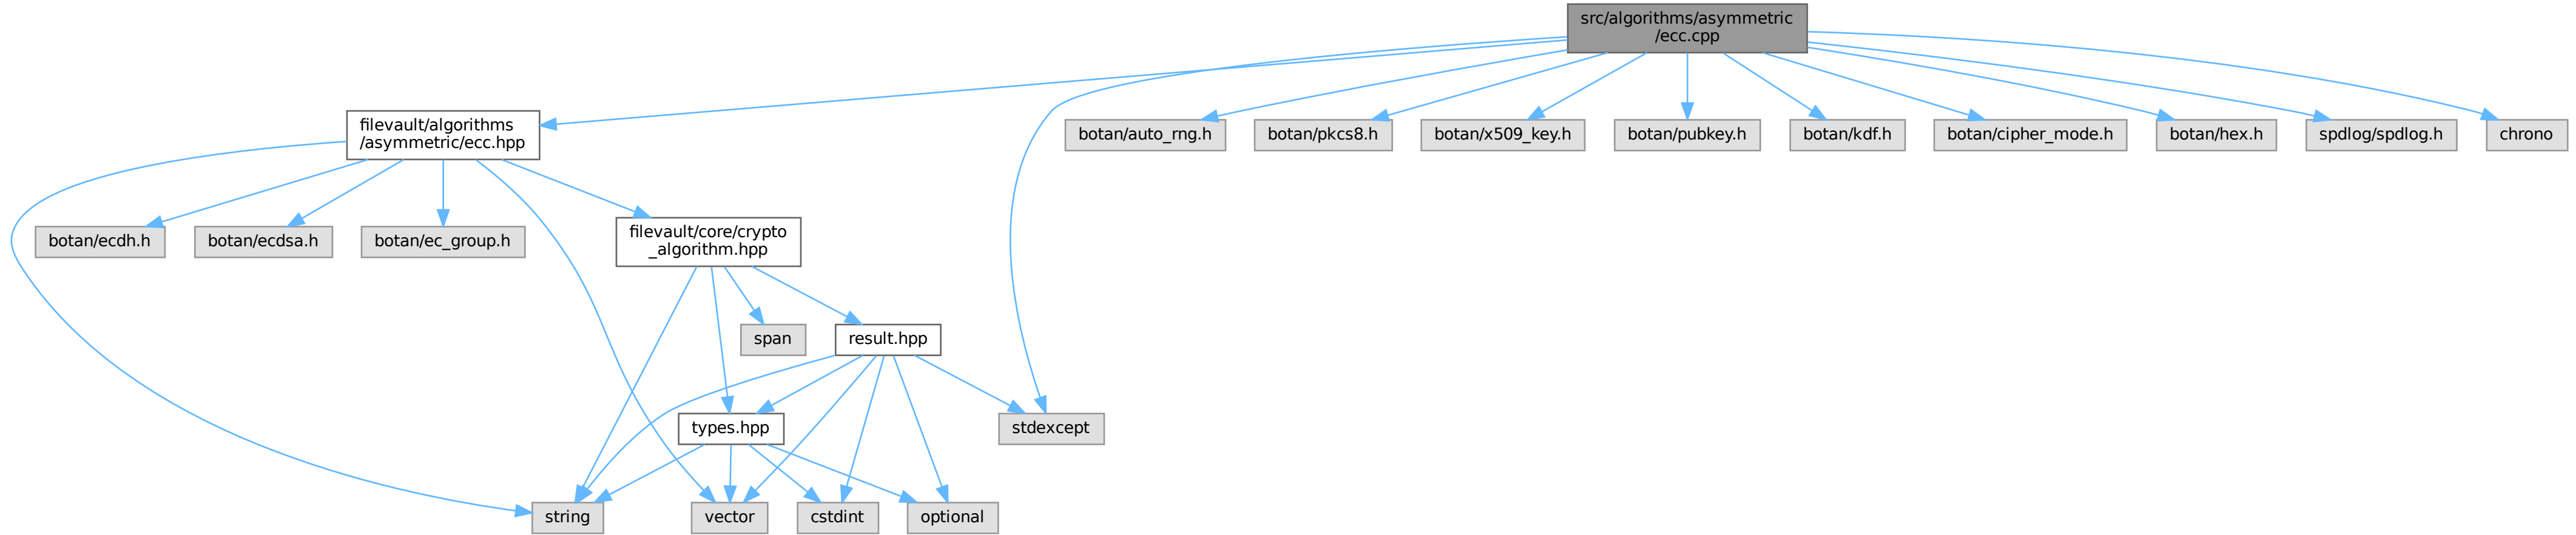 src/algorithms/asymmetric
/ecc.cpp
filevault/algorithms
/asymmetric/ecc.hpp
botan/auto_rng.h
botan/pkcs8.h
botan/x509_key.h
botan/pubkey.h
botan/kdf.h
botan/cipher_mode.h
botan/hex.h
spdlog/spdlog.h
chrono
botan/ecdh.h
botan/ecdsa.h
botan/ec_group.h
filevault/core/crypto
_algorithm.hpp
span
result.hpp
types.hpp
stdexcept
string
vector
cstdint
optional